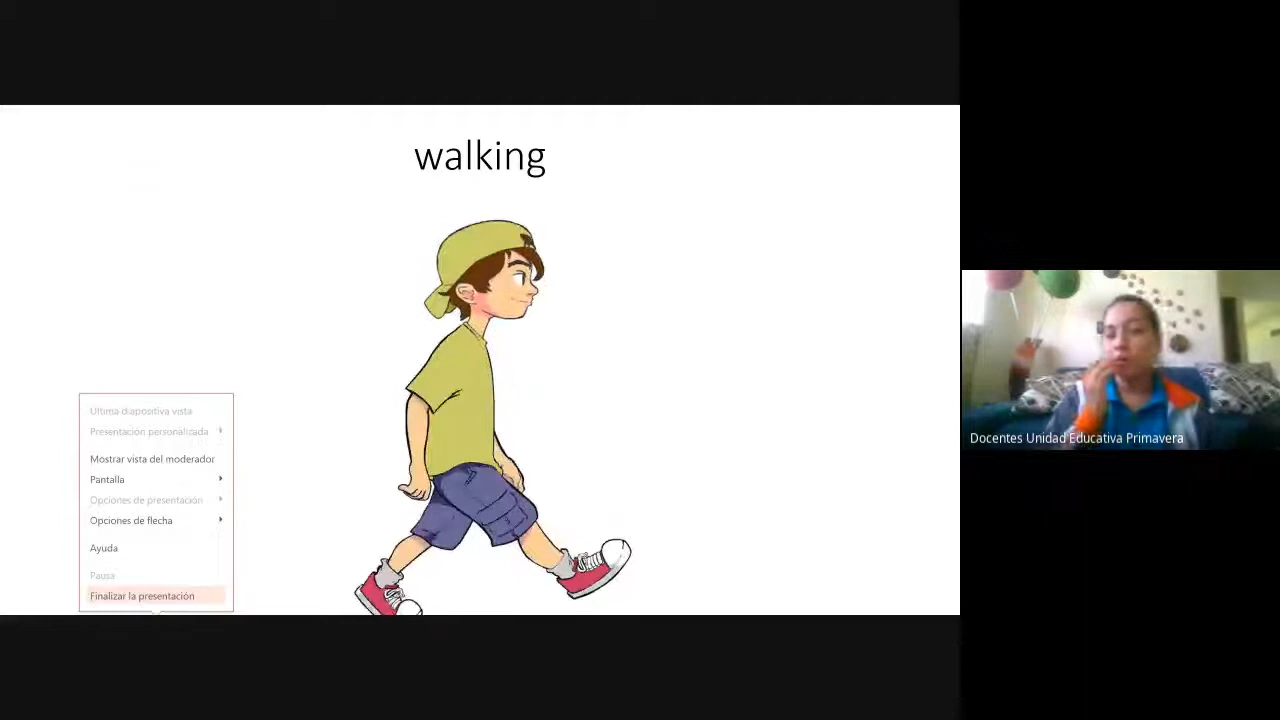 walking
Ultima diapositiva vista
Presentación personalizada
Mostrar vista del moderador
Pantalla
Opciones de presentación
Opciones de flecha
Ayuda
Pausa
Finalizar la presentación
Docentes Unidad Educativa Primavera